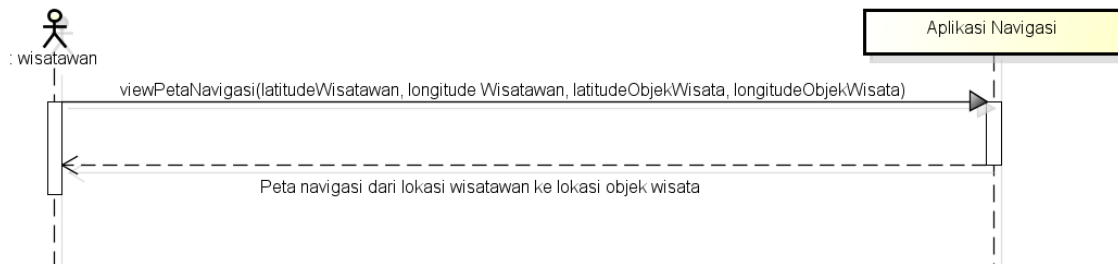 : wisatawan
Aplikasi Navigasi
viewPetaNavigasi(latitudeWisatawan, longitude Wisatawan, latitudeObjekWisata, longitudeObjekWisata)
Peta navigasi dari lokasi wisatawan ke lokasi objek wisata